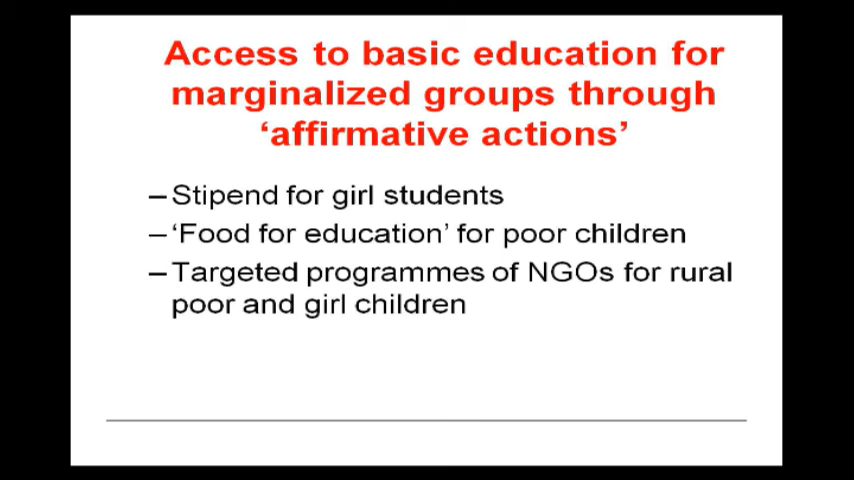 Access to basic education for
marginalized groups through
‘affirmative actions’
–Stipend for girl students
–‘Food for education’ for poor children
–Targeted programmes of NGOs for rural
poor and girl children